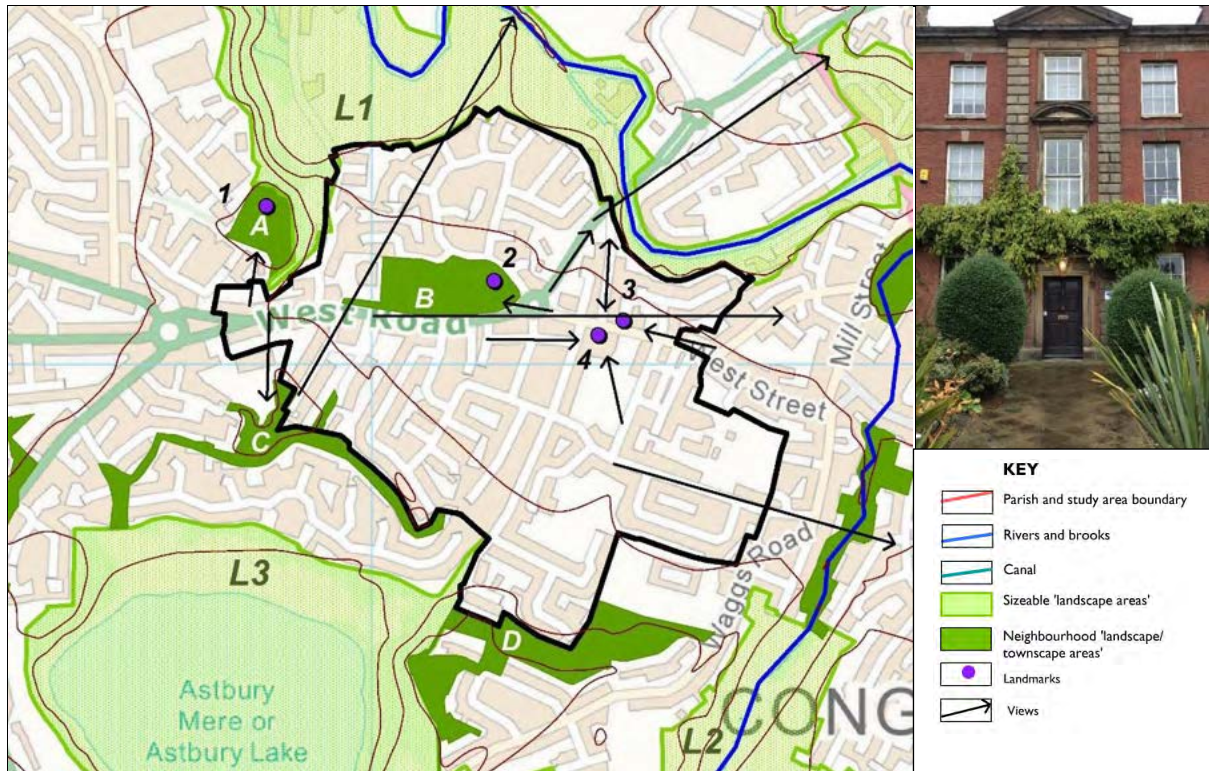 L1
1
A
2
B
3
West Road
4
West Street
Mill Street
C
L3
Waggs Road
D
Astbury
Mere or
Astbury Lake
CONG
L2
KEY
Parish and study area boundary
Rivers and brooks
Canal
Sizeable 'landscape areas'
Neighbourhood 'landscape/
townscape areas'
Landmarks
Views